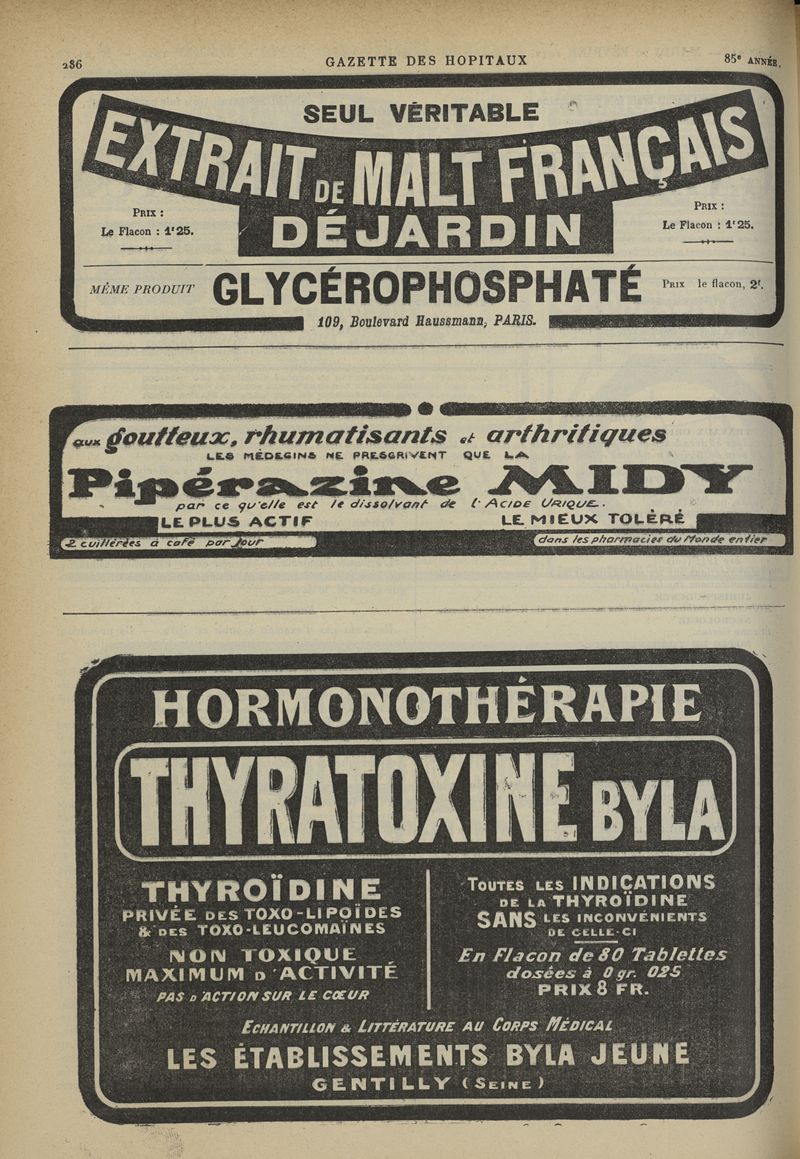 286 GAZETTE DES HOPITAUX 85e ANNÉE.
SEUL VÉRITABLE
EXTRAIT DE MALT FRANÇAIS
DÉJARDIN
PRIX :
Le Flacon : 1f25.
PRIX :
Le Flacon : 1f25.
MÊME PRODUIT GLYCÉROPHOSPHATÉ PRIX le flacon, 2f.
109, Boulevard Haussmann, PARIS.
aux goutteux, rhumatisants et arthritiques
LES MÉDECINS NE PRESCRIVENT QUE LA
Pipérazine MIDY
par ce qu'elle est le dissolvant de l'ACIDE URIQUE..
LE PLUS ACTIF LE MIEUX TOLÉRÉ
2 cuillérées à café par Jour dans les pharmacies du Monde entier
HORMONOTHÉRAPIE
THYRATOXINE BYLA
THYROÏDINE
PRIVÉE DES TOXO-LIPOÏDES
& DES TOXO-LEUCOMAÏNES
NON TOXIQUE
MAXIMUM D'ACTIVITÉ
PAS D'ACTION SUR LE CŒUR
TOUTES LES INDICATIONS
DE LA THYROÏDINE
SANS LES INCONVÉNIENTS
DE CELLE-CI
En Flacon de 80 Tablettes
dosées à 0 gr. 025
PRIX 8 FR.
ECHANTILLON & LITTÉRATURE AU CORPS MÉDICAL
LES ÉTABLISSEMENTS BYLA JEUNE
GENTILLY (SEINE)